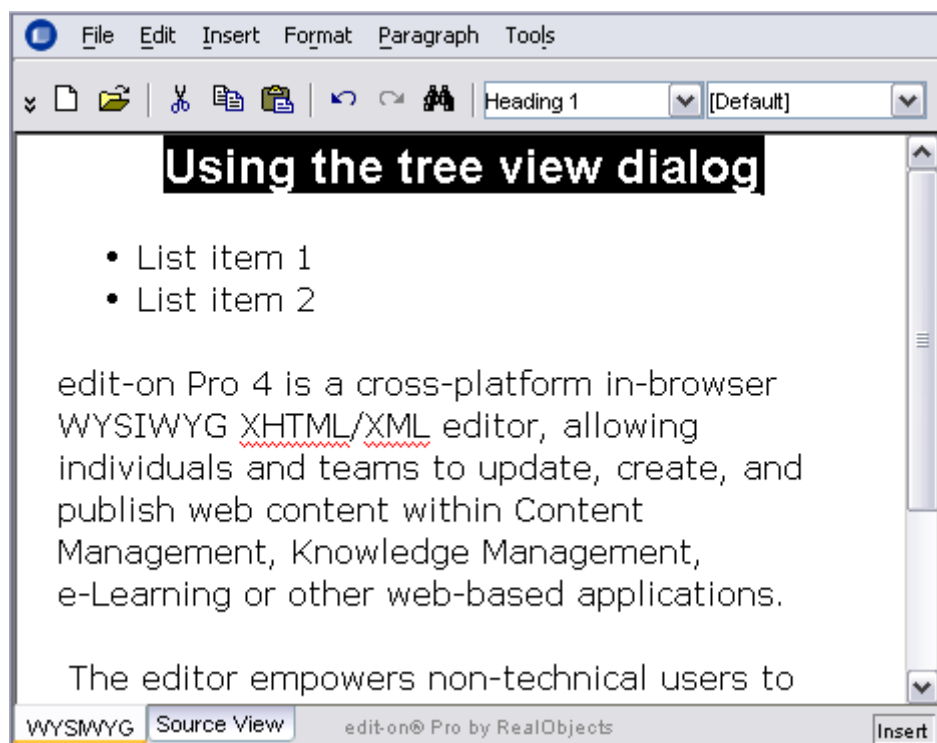 File Edit Insert Format Paragraph Tools
Heading 1 [Default]
Using the tree view dialog
• List item 1
• List item 2
edit-on Pro 4 is a cross-platform in-browser
WYSIWYG XHTML/XML editor, allowing
individuals and teams to update, create, and
publish web content within Content
Management, Knowledge Management,
e-Learning or other web-based applications.
The editor empowers non-technical users to
WYSIWYG Source View edit-on® Pro by RealObjects Insert